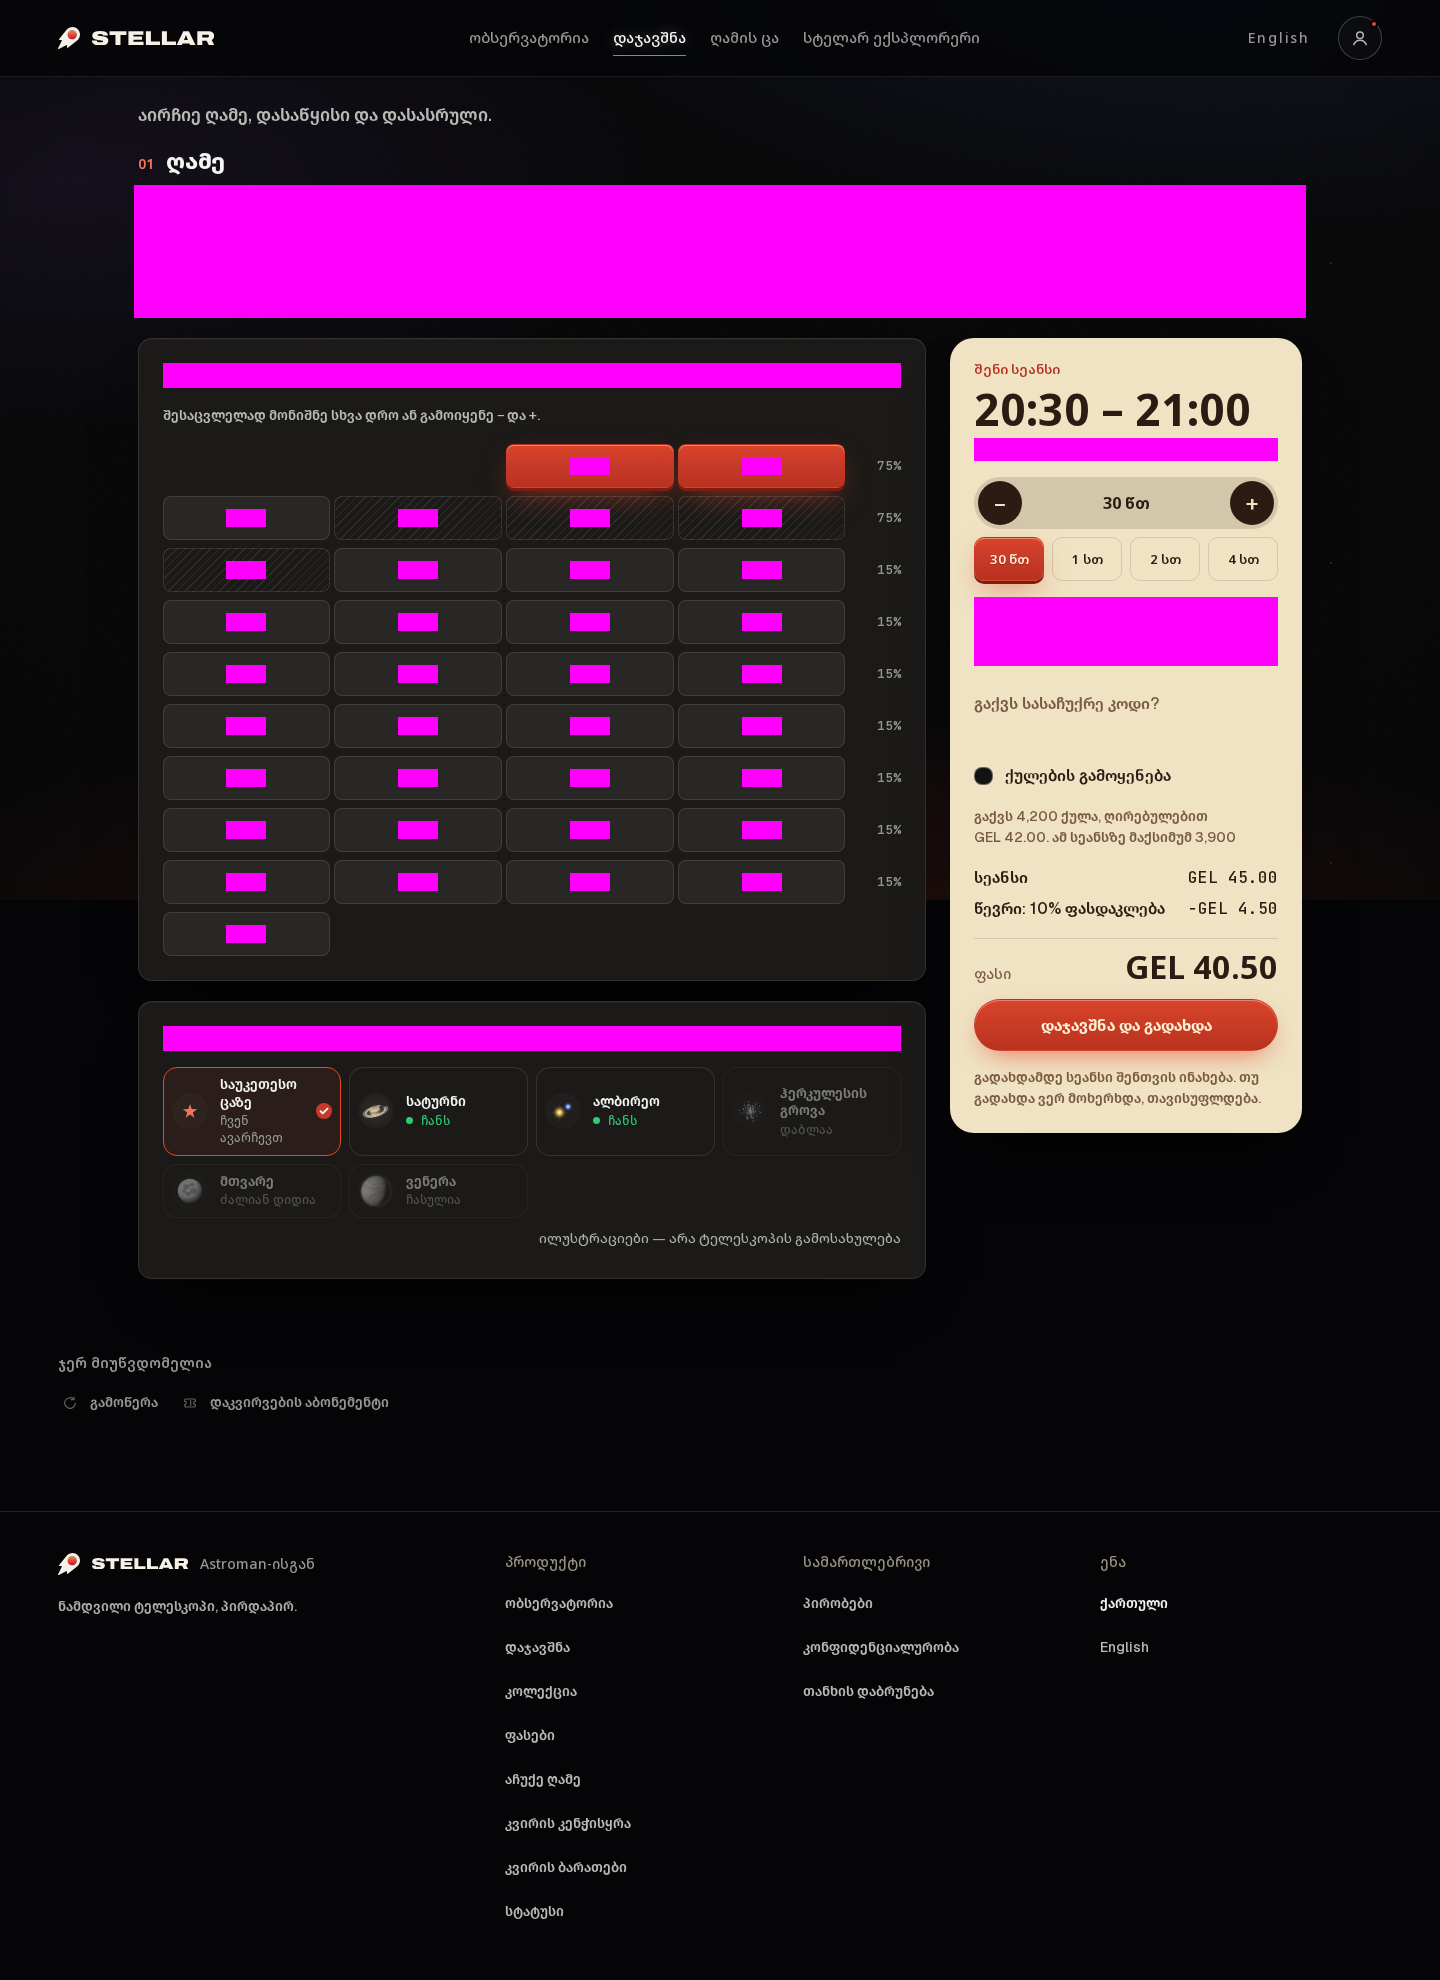 STELLAR
ობსერვატორია
დაჯავშნა
ღამის ცა
სტელარ ექსპლორერი
English
აირჩიე ღამე, დასაწყისი და დასასრული.
01 ღამე
შესაცვლელად მონიშნე სხვა დრო ან გამოიყენე – და +.
75%
75%
15%
15%
15%
15%
15%
15%
15%
შენი სეანსი
20:30 – 21:00
– 30 წთ +
30 წთ
1 სთ
2 სთ
4 სთ
გაქვს სასაჩუქრე კოდი?
ქულების გამოყენება
გაქვს 4,200 ქულა, ღირებულებით
GEL 42.00. ამ სეანსზე მაქსიმუმ 3,900
სეანსი GEL 45.00
წევრი: 10% ფასდაკლება -GEL 4.50
ფასი GEL 40.50
დაჯავშნა და გადახდა
გადახდამდე სეანსი შენთვის ინახება. თუ
გადახდა ვერ მოხერხდა, თავისუფლდება.
საუკეთესო
ცაზე
ჩვენ
ავარჩევთ
სატურნი
ჩანს
ალბირეო
ჩანს
ჰერკულესის
გროვა
დაბლაა
მთვარე
ძალიან დიდია
ვენერა
ჩასულია
ილუსტრაციები — არა ტელესკოპის გამოსახულება
ჯერ მიუწვდომელია
გამოწერა
დაკვირვების აბონემენტი
STELLAR Astroman-ისგან
ნამდვილი ტელესკოპი, პირდაპირ.
პროდუქტი
ობსერვატორია
დაჯავშნა
კოლექცია
ფასები
აჩუქე ღამე
კვირის კენჭისყრა
კვირის ბარათები
სტატუსი
სამართლებრივი
პირობები
კონფიდენციალურობა
თანხის დაბრუნება
ენა
ქართული
English